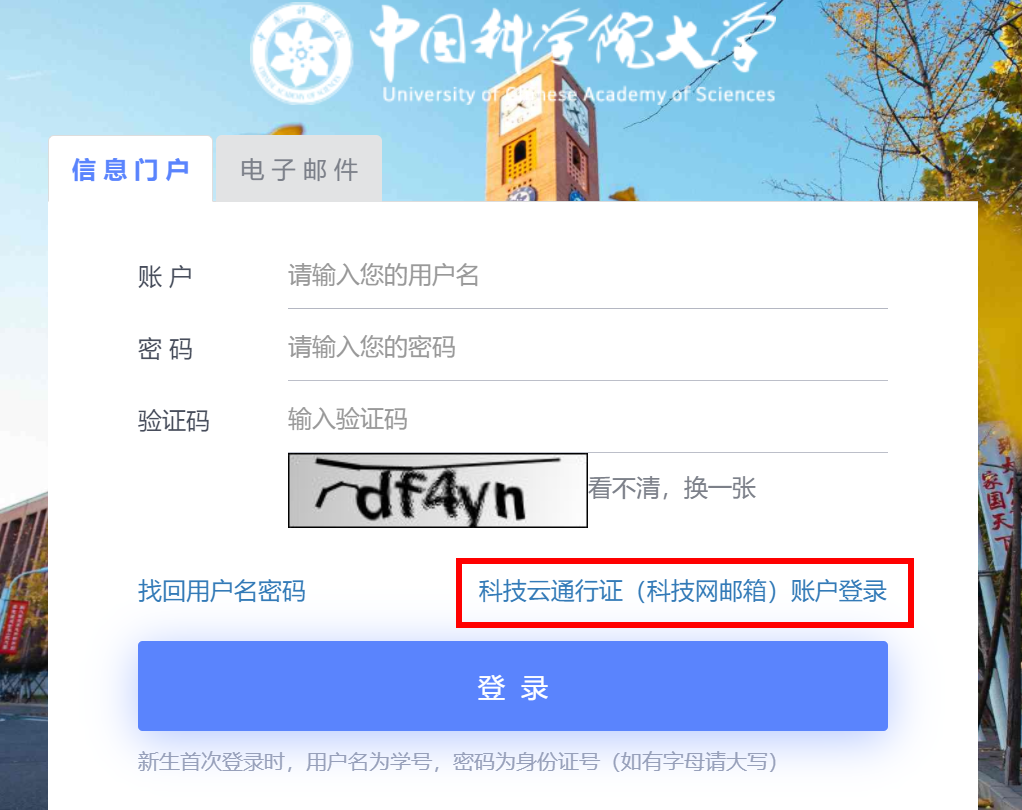 中国科学院大学
University of Chinese Academy of Sciences
信息门户 电子邮件
账户 请输入您的用户名
密码 请输入您的密码
验证码 输入验证码
df4yn 看不清，换一张
找回用户名密码 科技云通行证（科技网邮箱）账户登录
登录
新生首次登录时，用户名为学号，密码为身份证号（如有字母请大写）
家国天下